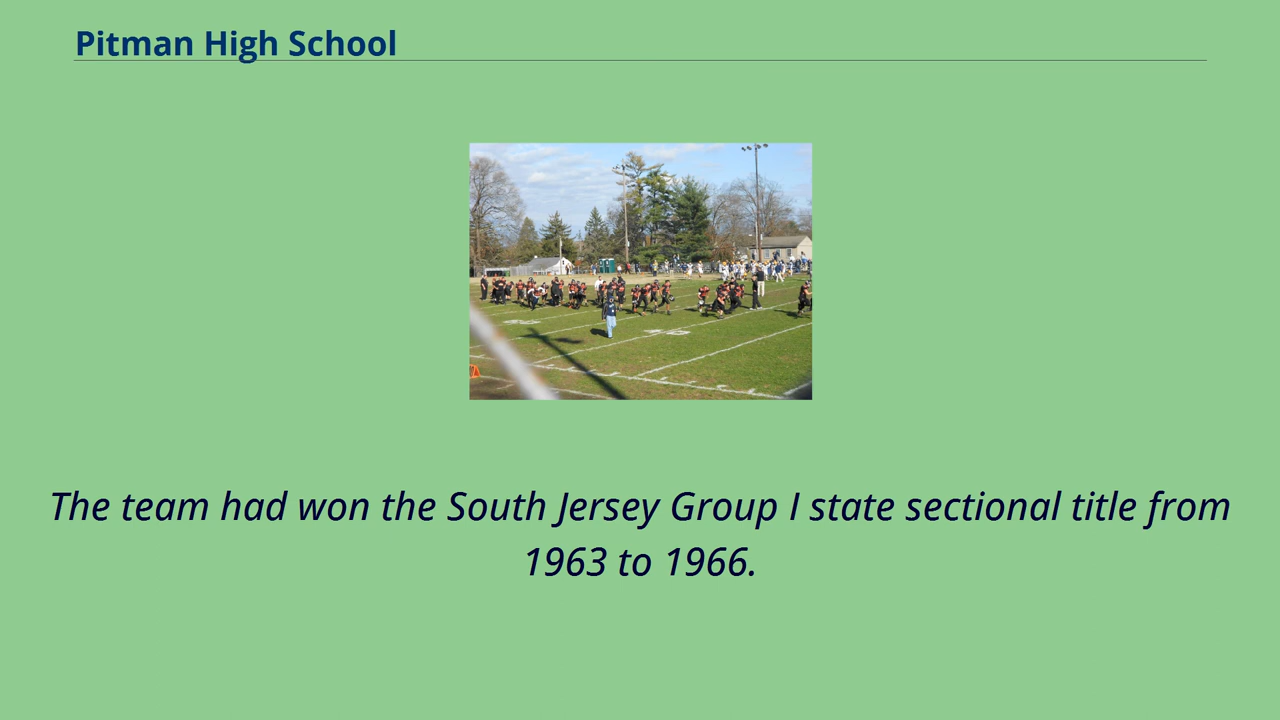 Pitman High School
The team had won the South Jersey Group I state sectional title from
1963 to 1966.